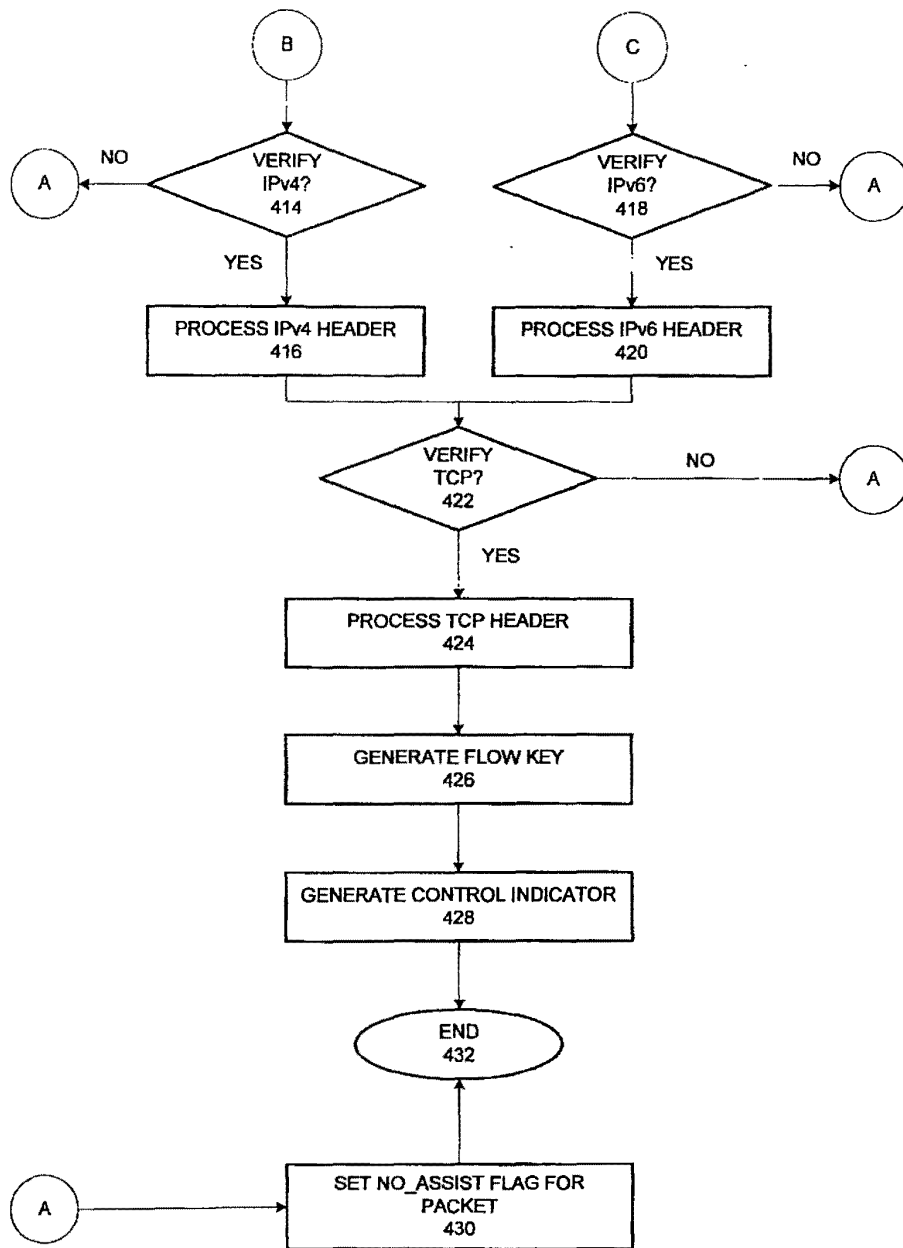 B
C
NO
VERIFY
IPv4?
414
A
VERIFY
IPv6?
418
NO
A
YES
YES
PROCESS IPv4 HEADER
416
PROCESS IPv6 HEADER
420
VERIFY
TCP?
422
NO
A
YES
PROCESS TCP HEADER
424
GENERATE FLOW KEY
426
GENERATE CONTROL INDICATOR
428
END
432
A
SET NO_ASSIST FLAG FOR
PACKET
430